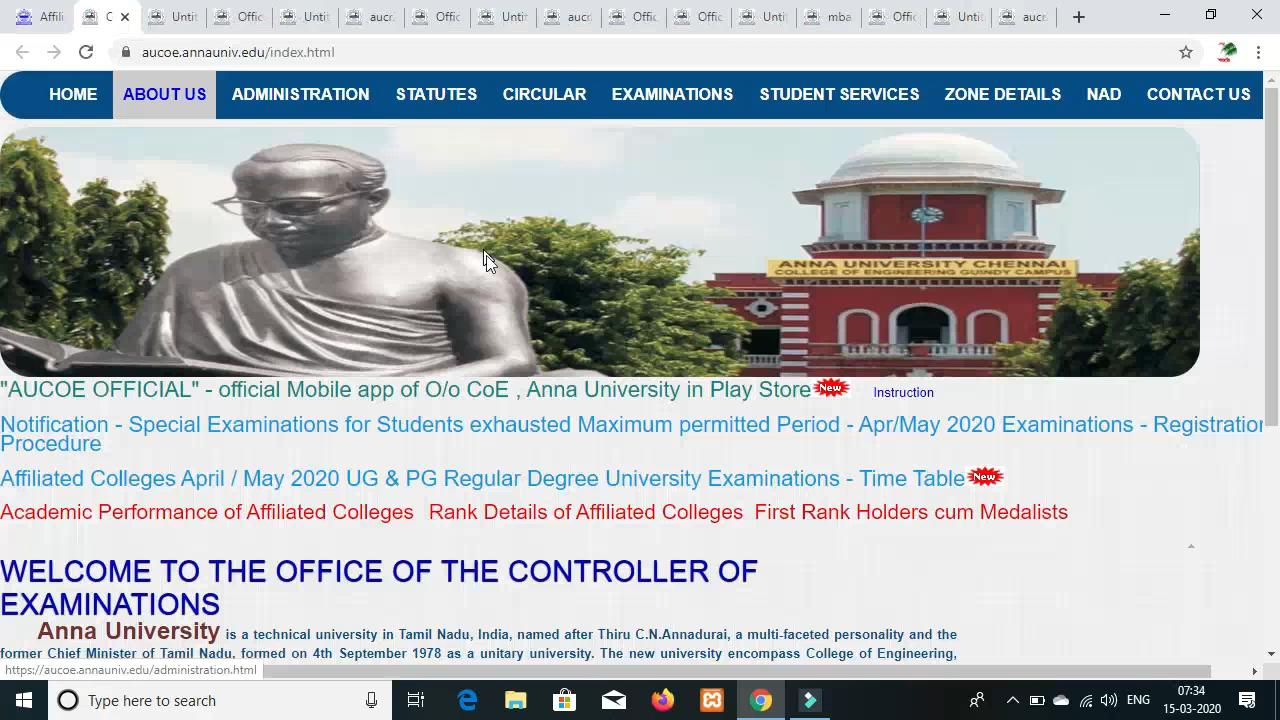 Affili
C
Untit
Offic
Untit
aucr.
Offic
Untit
aucr.
Offic
Offic
Untit
mba
Offic
Untit
aucr.
aucoe.annauniv.edu/index.html
HOME ABOUT US ADMINISTRATION STATUTES CIRCULAR EXAMINATIONS STUDENT SERVICES ZONE DETAILS NAD CONTACT US
ANNA UNIVERSITY CHENNAI
COLLEGE OF ENGINEERING GUINDY CAMPUS
"AUCOE OFFICIAL" - official Mobile app of O/o CoE , Anna University in Play Store New Instruction
Notification - Special Examinations for Students exhausted Maximum permitted Period - Apr/May 2020 Examinations - Registration
Procedure
Affiliated Colleges April / May 2020 UG & PG Regular Degree University Examinations - Time Table New
Academic Performance of Affiliated Colleges Rank Details of Affiliated Colleges First Rank Holders cum Medalists
WELCOME TO THE OFFICE OF THE CONTROLLER OF
EXAMINATIONS
Anna University is a technical university in Tamil Nadu, India, named after Thiru C.N.Annadurai, a multi-faceted personality and the
former Chief Minister of Tamil Nadu, formed on 4th September 1978 as a unitary university. The new university encompass College of Engineering,
https://aucoe.annauniv.edu/administration.html
Type here to search
ENG
07:34
15-03-2020